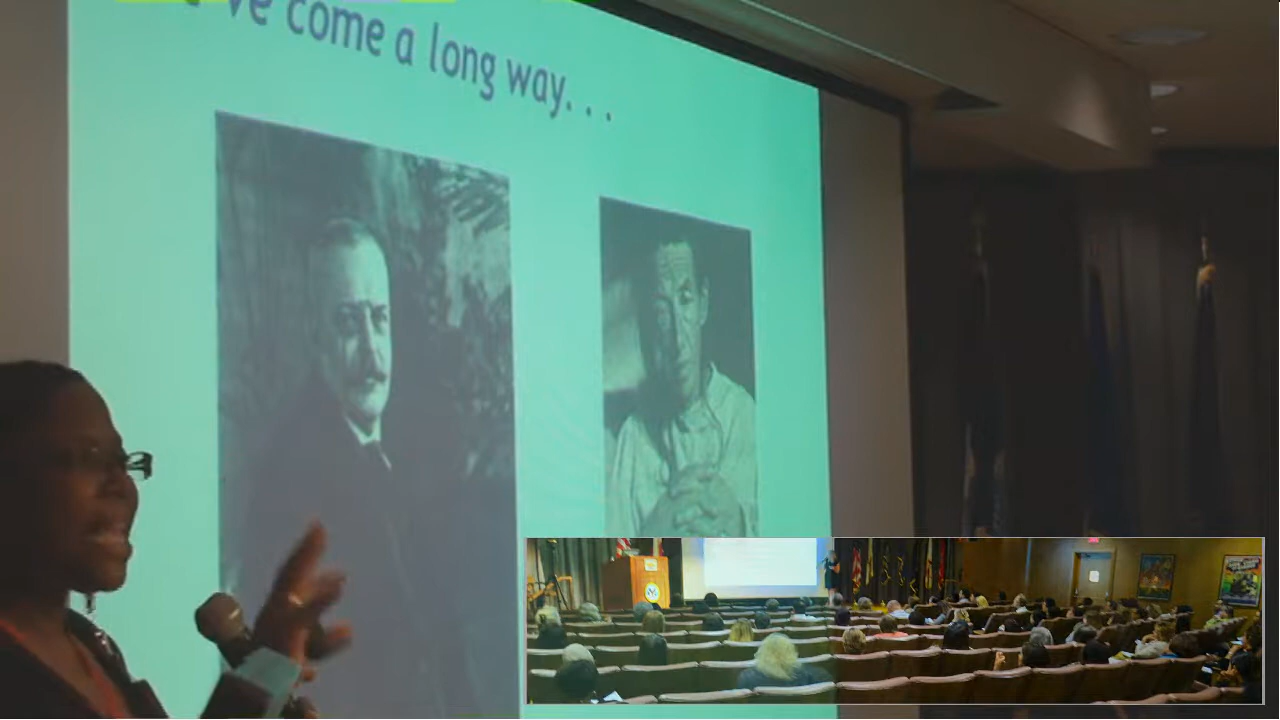 've come a long way. . .